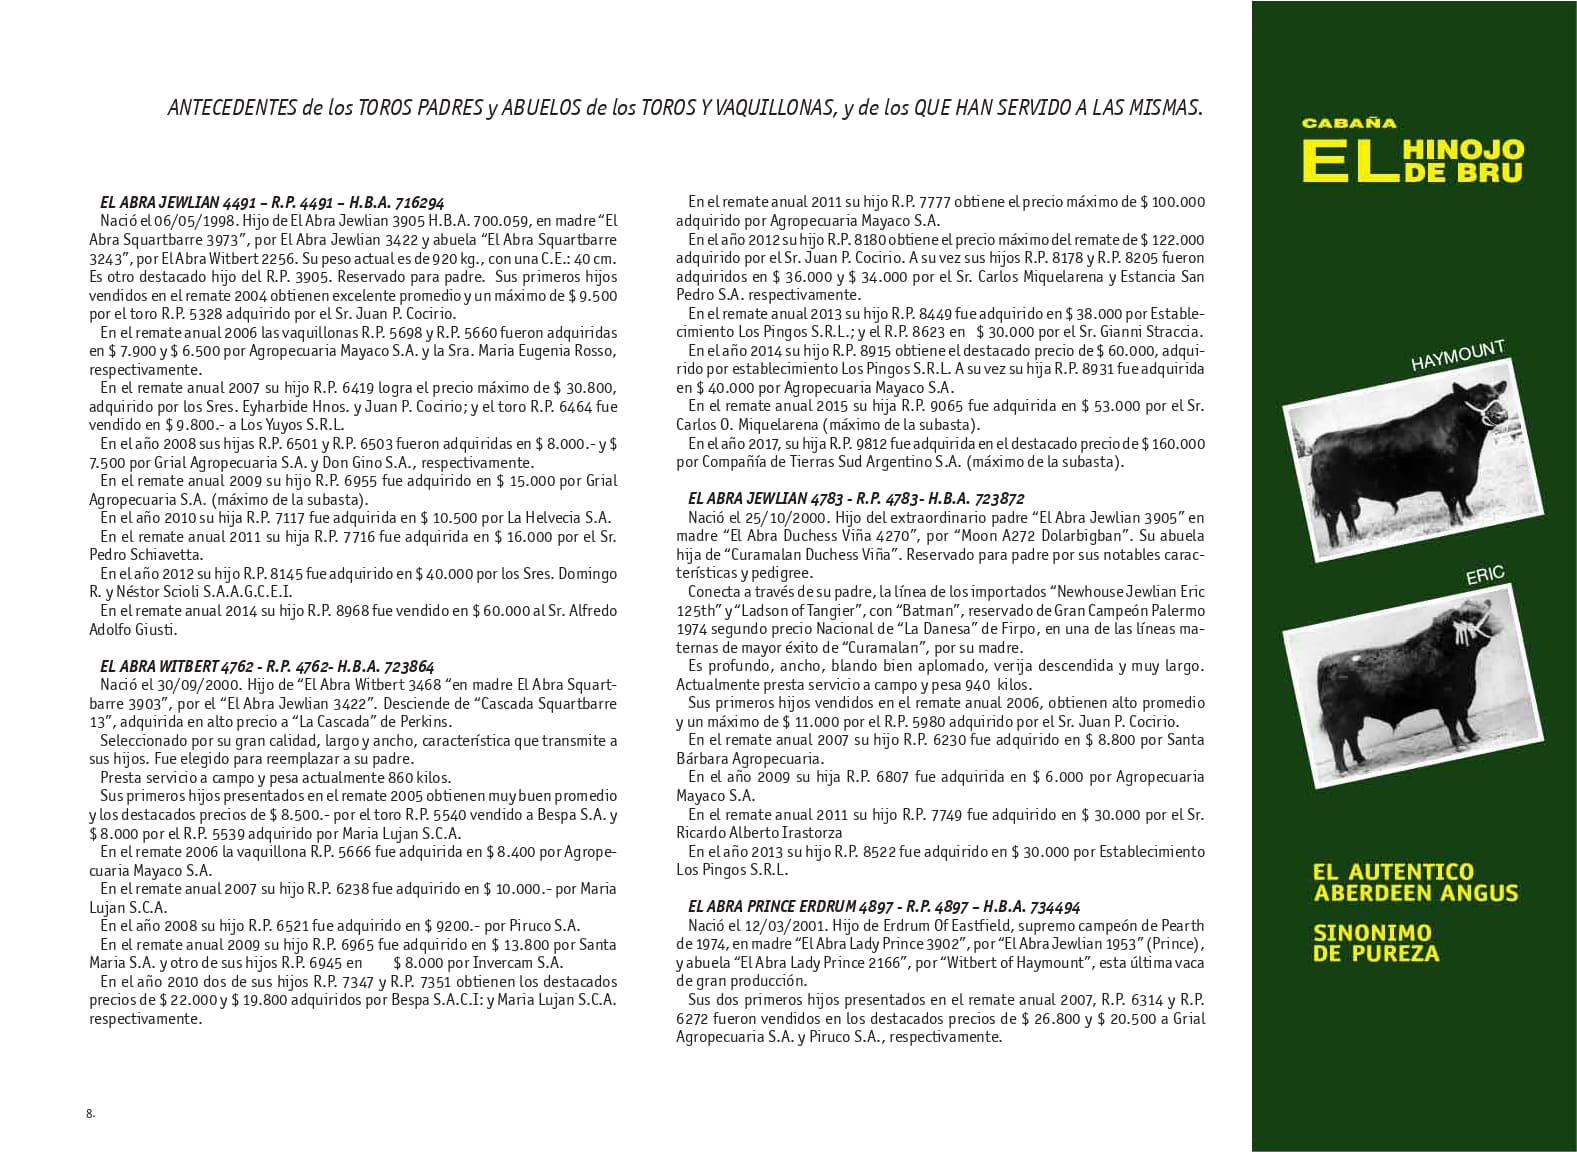 ANTECEDENTES de los TOROS PADRES y ABUELOS de los TOROS Y VAQUILLONAS, y de los QUE HAN SERVIDO A LAS MISMAS.
EL ABRA JEWLIAN 4491 – R.P. 4491 – H.B.A. 716294
Nació el 06/05/1998. Hijo de El Abra Jewlian 3905 H.B.A. 700.059, en madre “El
Abra Squartbarre 3973”, por El Abra Jewlian 3422 y abuela “El Abra Squartbarre
3243”, por El Abra Witbert 2256. Su peso actual es de 920 kg., con una C.E.: 40 cm.
Es otro destacado hijo del R.P. 3905. Reservado para padre. Sus primeros hijos
vendidos en el remate 2004 obtienen excelente promedio y un máximo de $ 9.500
por el toro R.P. 5328 adquirido por el Sr. Juan P. Cocirio.
En el remate anual 2006 las vaquillonas R.P. 5698 y R.P. 5660 fueron adquiridas
en $ 7.900 y $ 6.500 por Agropecuaria Mayaco S.A. y la Sra. Maria Eugenia Rosso,
respectivamente.
En el remate anual 2007 su hijo R.P. 6419 logra el precio máximo de $ 30.800,
adquirido por los Sres. Eyharbide Hnos. y Juan P. Cocirio; y el toro R.P. 6464 fue
vendido en $ 9.800.- a Los Yuyos S.R.L.
En el año 2008 sus hijas R.P. 6501 y R.P. 6503 fueron adquiridas en $ 8.000.- y $
7.500 por Grial Agropecuaria S.A. y Don Gino S.A., respectivamente.
En el remate anual 2009 su hijo R.P. 6955 fue adquirido en $ 15.000 por Grial
Agropecuaria S.A. (máximo de la subasta).
En el año 2010 su hija R.P. 7117 fue adquirida en $ 10.500 por La Helvecia S.A.
En el remate anual 2011 su hija R.P. 7716 fue adquirida en $ 16.000 por el Sr.
Pedro Schiavetta.
En el año 2012 su hijo R.P. 8145 fue adquirido en $ 40.000 por los Sres. Domingo
R. y Néstor Scioli S.A.A.G.C.E.I.
En el remate anual 2014 su hijo R.P. 8968 fue vendido en $ 60.000 al Sr. Alfredo
Adolfo Giusti.
EL ABRA WITBERT 4762 - R.P. 4762- H.B.A. 723864
Nació el 30/09/2000. Hijo de “El Abra Witbert 3468 “en madre El Abra Squart-
barre 3903”, por el “El Abra Jewlian 3422”. Desciende de “Cascada Squartbarre
13”, adquirida en alto precio a “La Cascada” de Perkins.
Seleccionado por su gran calidad, largo y ancho, característica que transmite a
sus hijos. Fue elegido para reemplazar a su padre.
Presta servicio a campo y pesa actualmente 860 kilos.
Sus primeros hijos presentados en el remate 2005 obtienen muy buen promedio
y los destacados precios de $ 8.500.- por el toro R.P. 5540 vendido a Bespa S.A. y
$ 8.000 por el R.P. 5539 adquirido por Maria Lujan S.C.A.
En el remate 2006 la vaquillona R.P. 5666 fue adquirida en $ 8.400 por Agrope-
cuaria Mayaco S.A.
En el remate anual 2007 su hijo R.P. 6238 fue adquirido en $ 10.000.- por Maria
Lujan S.C.A.
En el año 2008 su hijo R.P. 6521 fue adquirido en $ 9200.- por Piruco S.A.
En el remate anual 2009 su hijo R.P. 6965 fue adquirido en $ 13.800 por Santa
Maria S.A. y otro de sus hijos R.P. 6945 en $ 8.000 por Invercam S.A.
En el año 2010 dos de sus hijos R.P. 7347 y R.P. 7351 obtienen los destacados
precios de $ 22.000 y $ 19.800 adquiridos por Bespa S.A.C.I: y Maria Lujan S.C.A.
respectivamente.
8.
En el remate anual 2011 su hijo R.P. 7777 obtiene el precio máximo de $ 100.000
adquirido por Agropecuaria Mayaco S.A.
En el año 2012 su hijo R.P. 8180 obtiene el precio máximo del remate de $ 122.000
adquirido por el Sr. Juan P. Cocirio. A su vez sus hijos R.P. 8178 y R.P. 8205 fueron
adquiridos en $ 36.000 y $ 34.000 por el Sr. Carlos Miquelarena y Estancia San
Pedro S.A. respectivamente.
En el remate anual 2013 su hijo R.P. 8449 fue adquirido en $ 38.000 por Estable-
cimiento Los Pingos S.R.L.; y el R.P. 8623 en $ 30.000 por el Sr. Gianni Straccia.
En el año 2014 su hijo R.P. 8915 obtiene el destacado precio de $ 60.000, adqui-
rido por establecimiento Los Pingos S.R.L. A su vez su hija R.P. 8931 fue adquirida
en $ 40.000 por Agropecuaria Mayaco S.A.
En el remate anual 2015 su hija R.P. 9065 fue adquirida en $ 53.000 por el Sr.
Carlos O. Miquelarena (máximo de la subasta).
En el año 2017, su hija R.P. 9812 fue adquirida en el destacado precio de $ 160.000
por Compañía de Tierras Sud Argentino S.A. (máximo de la subasta).
EL ABRA JEWLIAN 4783 - R.P. 4783- H.B.A. 723872
Nació el 25/10/2000. Hijo del extraordinario padre “El Abra Jewlian 3905” en
madre “El Abra Duchess Viña 4270”, por “Moon A272 Dolarbigban”. Su abuela
hija de “Curamalan Duchess Viña”. Reservado para padre por sus notables carac-
terísticas y pedigree.
Conecta a través de su padre, la línea de los importados “Newhouse Jewlian Eric
125th” y “Ladson of Tangier”, con “Batman”, reservado de Gran Campeón Palermo
1974 segundo precio Nacional de “La Danesa” de Firpo, en una de las líneas ma-
ternas de mayor éxito de “Curamalan”, por su madre.
Es profundo, ancho, blando bien aplomado, verija descendida y muy largo.
Actualmente presta servicio a campo y pesa 940 kilos.
Sus primeros hijos vendidos en el remate anual 2006, obtienen alto promedio
y un máximo de $ 11.000 por el R.P. 5980 adquirido por el Sr. Juan P. Cocirio.
En el remate anual 2007 su hijo R.P. 6230 fue adquirido en $ 8.800 por Santa
Bárbara Agropecuaria.
En el año 2009 su hija R.P. 6807 fue adquirida en $ 6.000 por Agropecuaria
Mayaco S.A.
En el remate anual 2011 su hijo R.P. 7749 fue adquirido en $ 30.000 por el Sr.
Ricardo Alberto Irastorza
En el año 2013 su hijo R.P. 8522 fue adquirido en $ 30.000 por Establecimiento
Los Pingos S.R.L.
EL ABRA PRINCE ERDRUM 4897 - R.P. 4897 – H.B.A. 734494
Nació el 12/03/2001. Hijo de Erdrum Of Eastfield, supremo campeón de Pearth
de 1974, en madre “El Abra Lady Prince 3902”, por “El Abra Jewlian 1953” (Prince),
y abuela “El Abra Lady Prince 2166”, por “Witbert of Haymount”, esta última vaca
de gran producción.
Sus dos primeros hijos presentados en el remate anual 2007, R.P. 6314 y R.P.
6272 fueron vendidos en los destacados precios de $ 26.800 y $ 20.500 a Grial
Agropecuaria S.A. y Piruco S.A., respectivamente.
CABAÑA
EL HINOJO
DE BRU
HAYMOUNT
ERIC
EL AUTENTICO
ABERDEEN ANGUS
SINONIMO
DE PUREZA